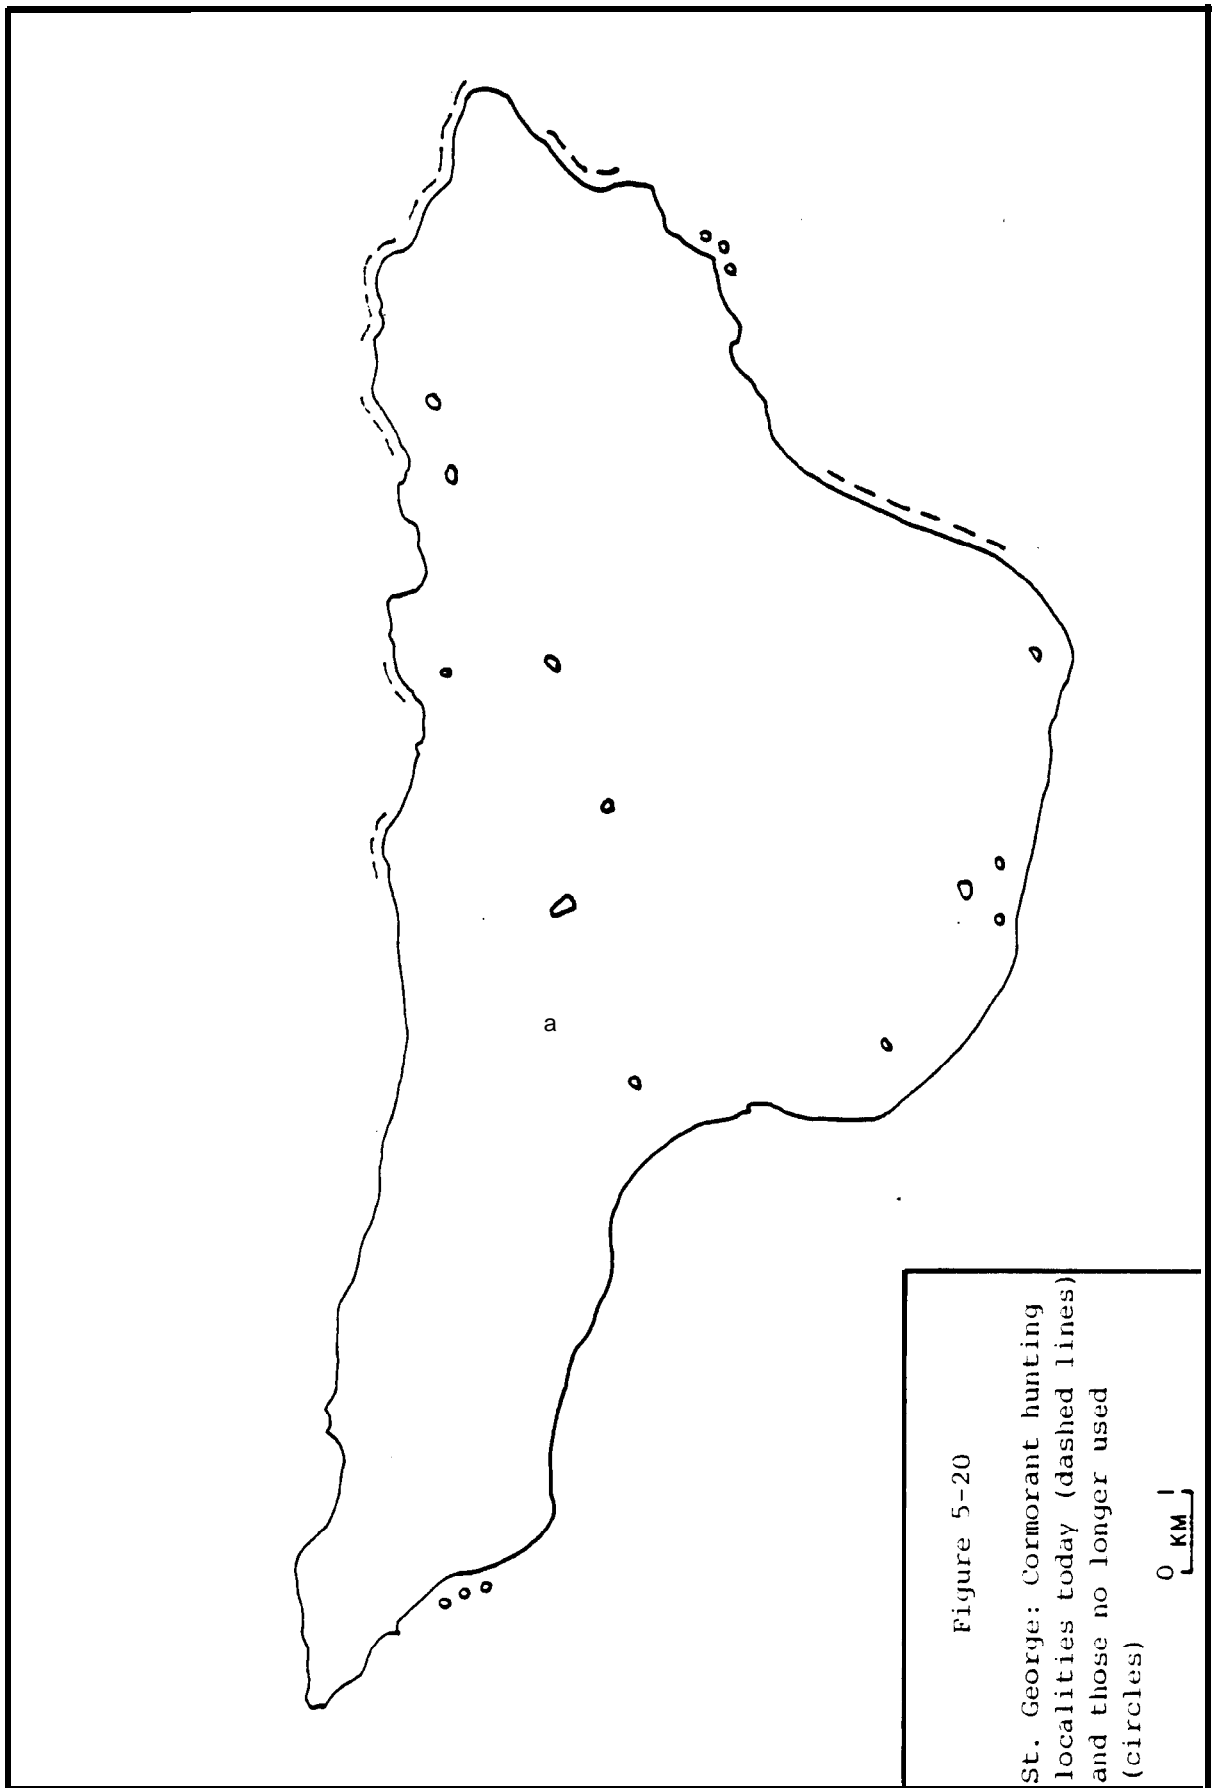 Figure 5-20
St. George: Cormorant hunting
localities today (dashed lines)
and those no longer used
(circles)
0 KM 1
a